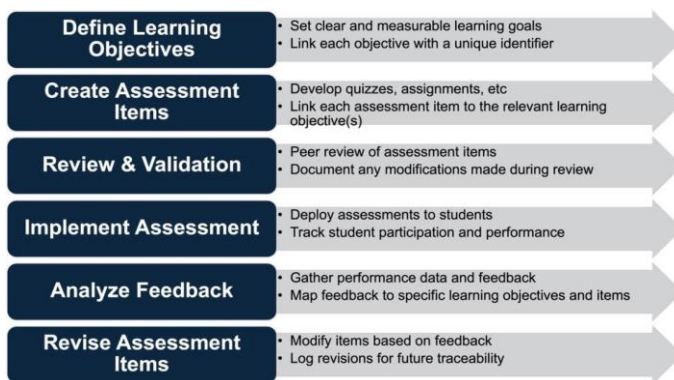 Define Learning
Objectives
• Set clear and measurable learning goals
• Link each objective with a unique identifier
Create Assessment
Items
• Develop quizzes, assignments, etc
• Link each assessment item to the relevant learning
objective(s)
Review & Validation
• Peer review of assessment items
• Document any modifications made during review
Implement Assessment
• Deploy assessments to students
• Track student participation and performance
Analyze Feedback
• Gather performance data and feedback
• Map feedback to specific learning objectives and items
Revise Assessment
Items
• Modify items based on feedback
• Log revisions for future traceability